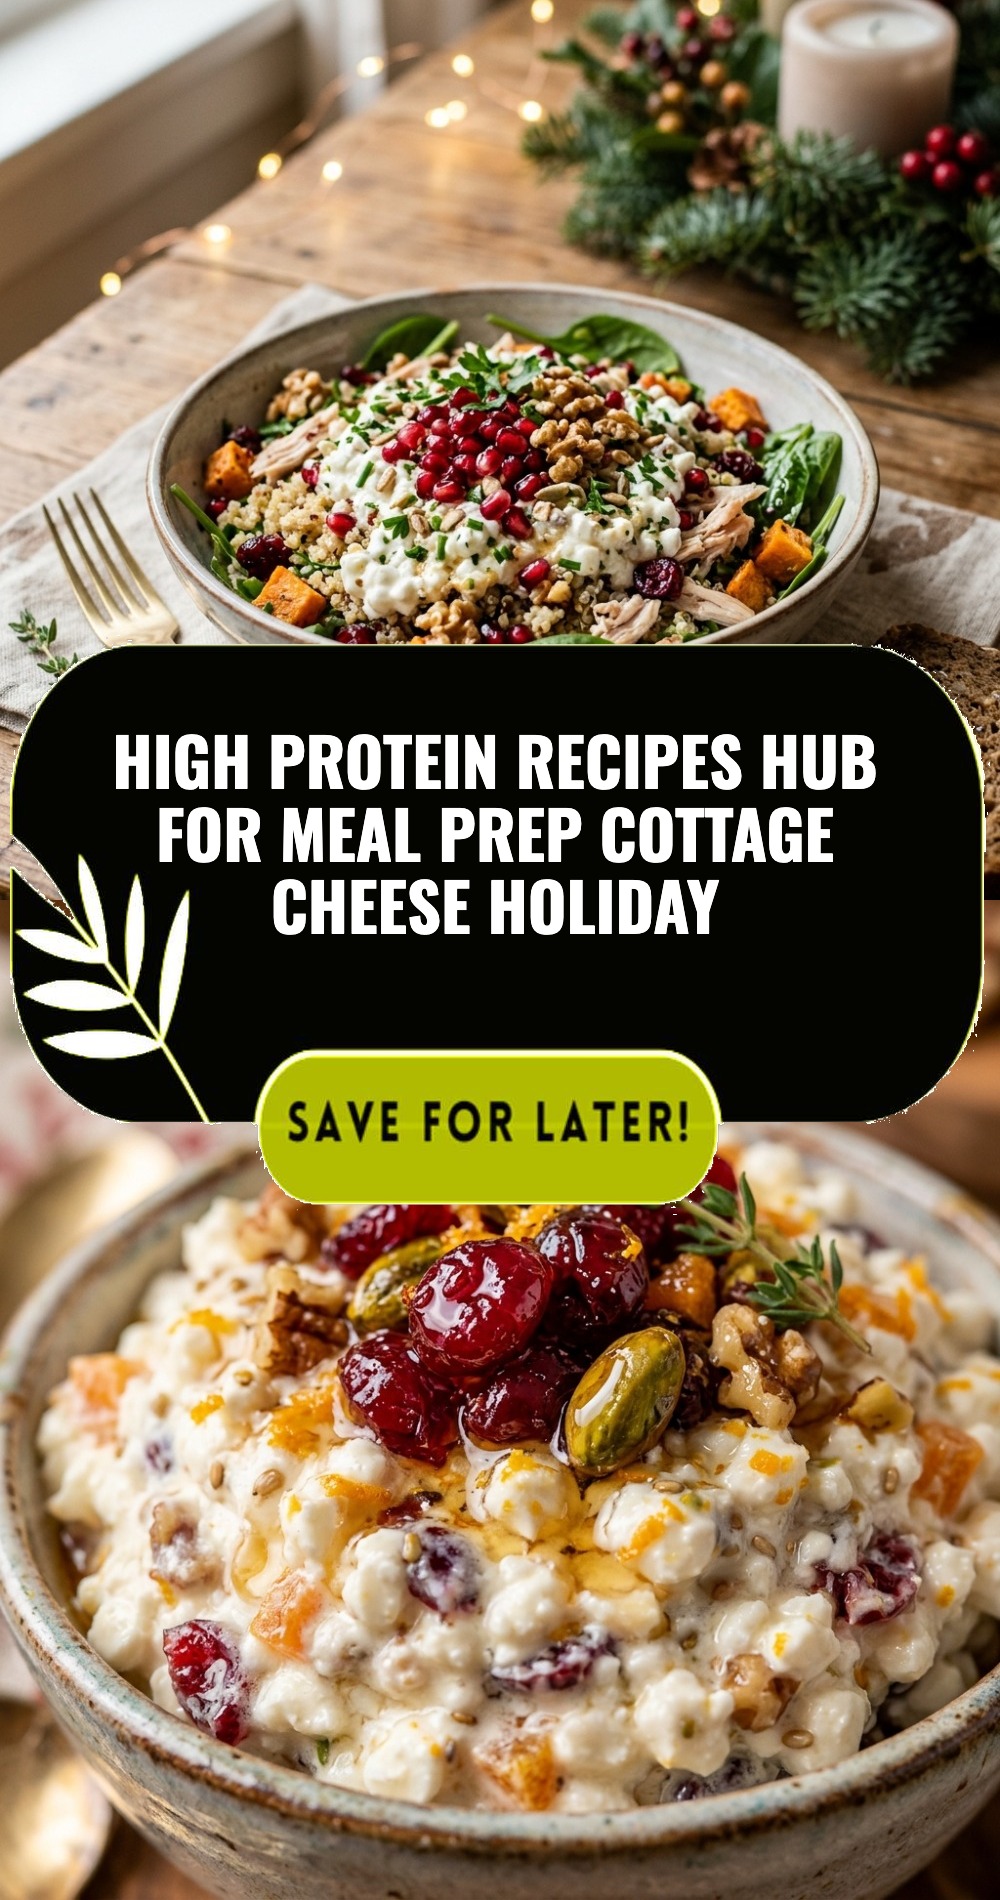 HIGH PROTEIN RECIPES HUB
FOR MEAL PREP COTTAGE
CHEESE HOLIDAY
SAVE FOR LATER!